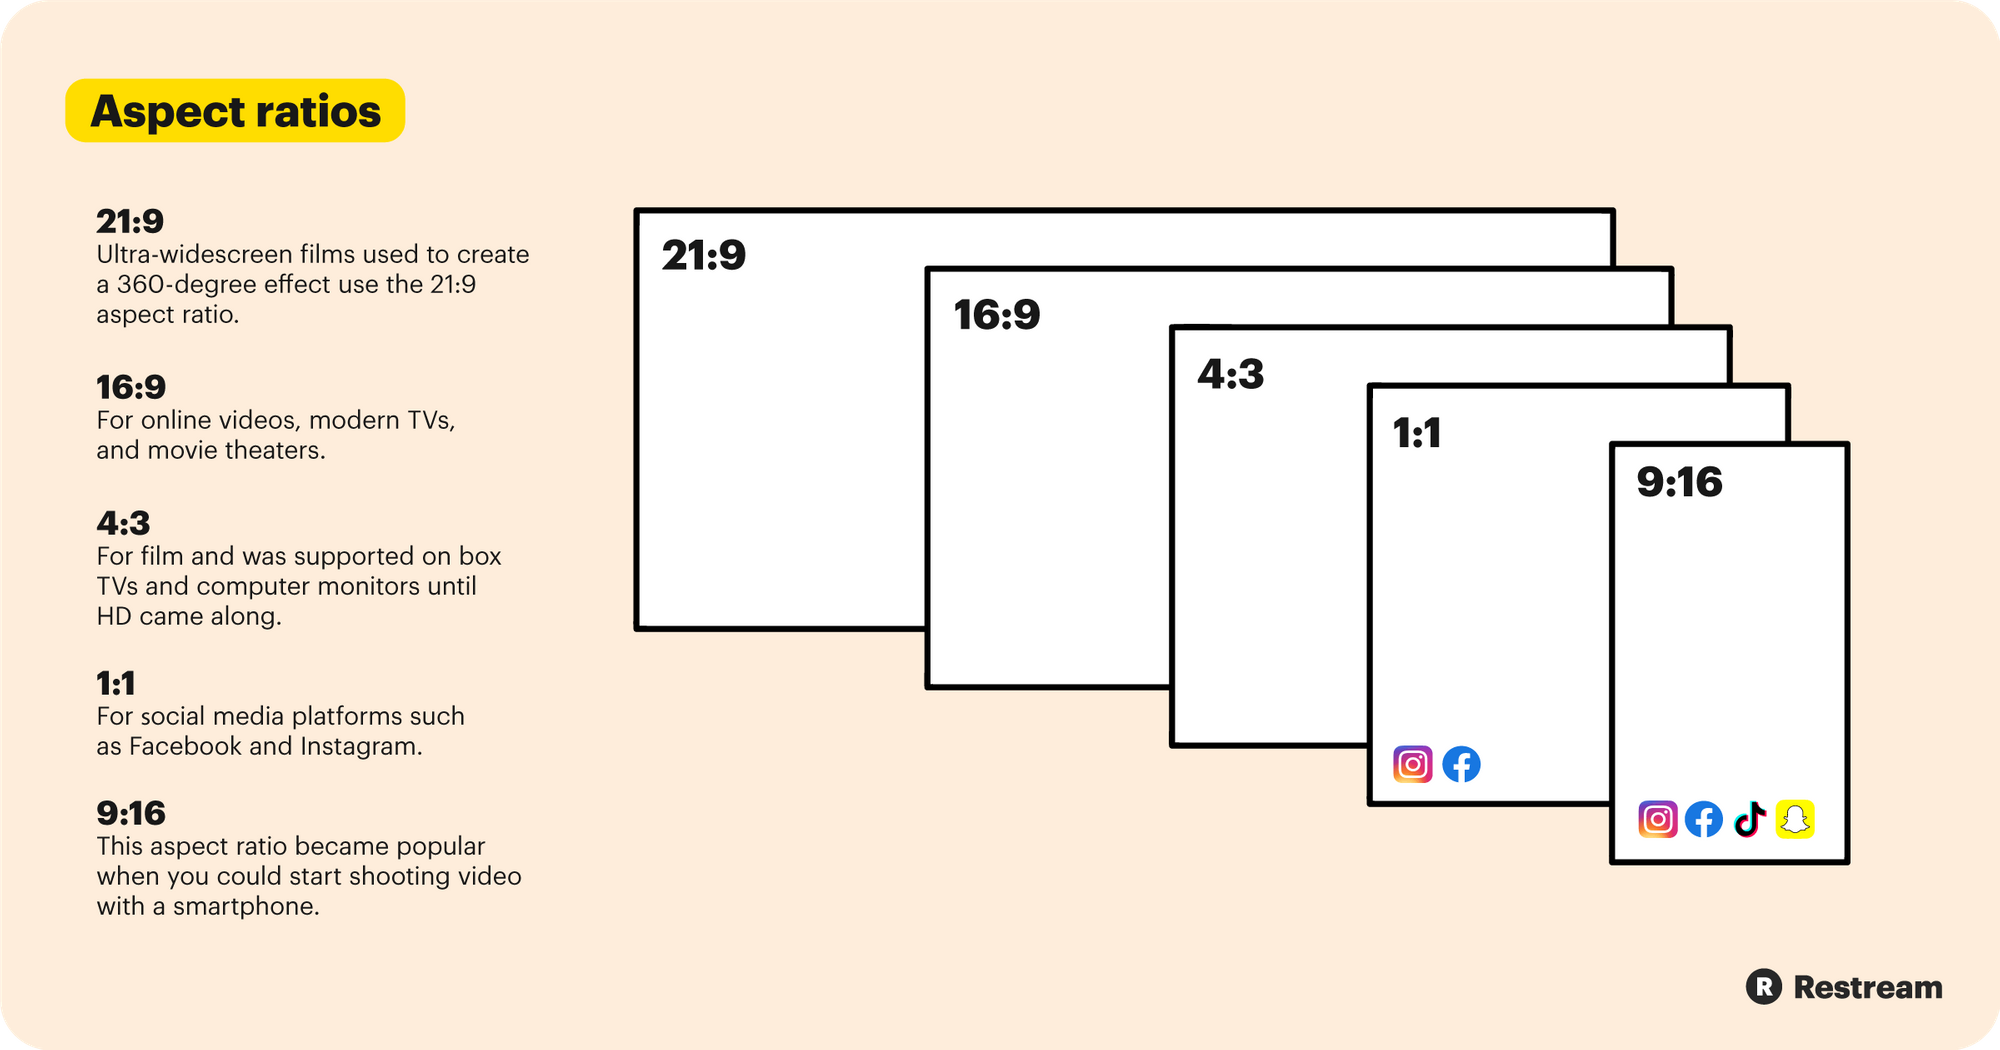 Aspect ratios
21:9
Ultra-widescreen films used to create
a 360-degree effect use the 21:9
aspect ratio.
16:9
For online videos, modern TVs,
and movie theaters.
4:3
For film and was supported on box
TVs and computer monitors until
HD came along.
1:1
For social media platforms such
as Facebook and Instagram.
9:16
This aspect ratio became popular
when you could start shooting video
with a smartphone.
21:9
16:9
4:3
1:1
9:16
R Restream